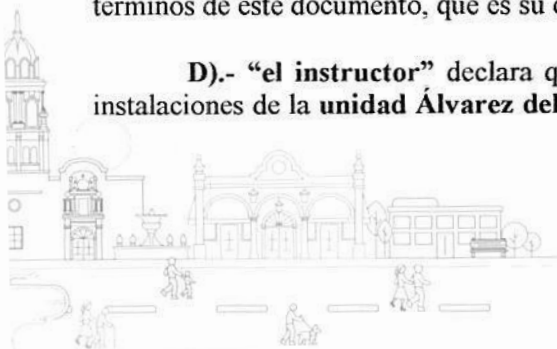 términos de este documento, que es su
D).- “el instructor” declara
instalaciones de la unidad Álvarez del